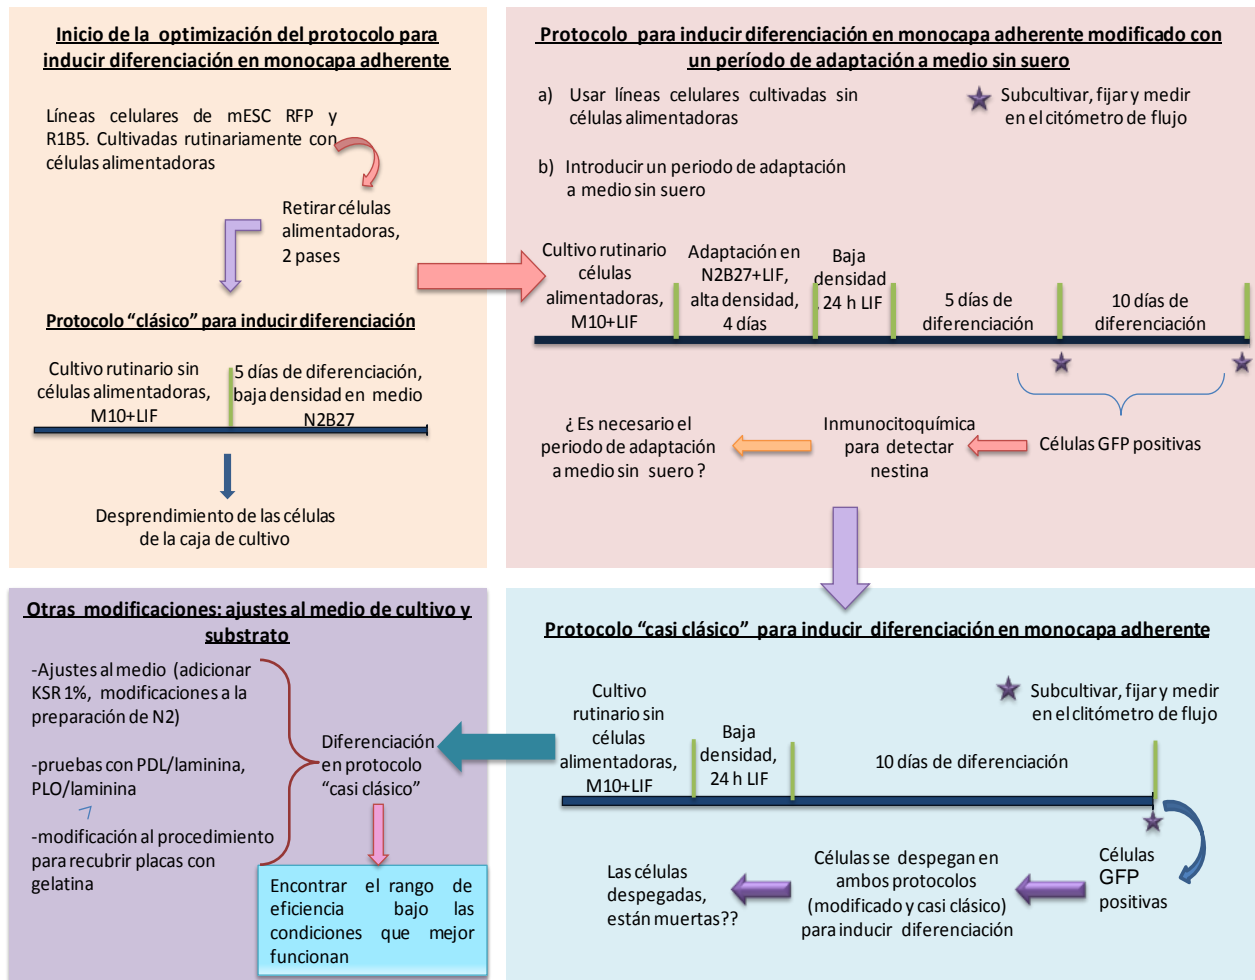 Inicio de la optimización del protocolo para
inducir diferenciación en monocapa adherente
Líneas celulares de mESC RFP y
R1B5. Cultivadas rutinariamente con
células alimentadoras
Retirar células
alimentadoras,
2 pases
Protocolo “clásico” para inducir diferenciación
Cultivo rutinario sin
células alimentadoras,
M10+LIF
5 días de diferenciación,
baja densidad en medio
N2B27
Desprendimiento de las células
de la caja de cultivo
Protocolo para inducir diferenciación en monocapa adherente modificado con
un período de adaptación a medio sin suero
a) Usar líneas celulares cultivadas sin
células alimentadoras
Subcultivar, fijar y medir
en el citómetro de flujo
b) Introducir un periodo de adaptación
a medio sin suero
Cultivo rutinario
células
alimentadoras,
M10+LIF
Adaptación en
N2B27+LIF,
alta densidad,
4 días
Baja
densidad
, 24 h LIF
5 días de
diferenciación
10 días de
diferenciación
¿ Es necesario el
periodo de adaptación
a medio sin suero ?
Inmunocitoquímica
para detectar
nestina
Células GFP positivas
Otras modificaciones: ajustes al medio de cultivo y
substrato
-Ajustes al medio (adicionar
KSR 1%, modificaciones a la
preparación de N2)
-pruebas con PDL/laminina,
PLO/laminina
-modificación al procedimiento
para recubrir placas con
gelatina
Diferenciación
en protocolo
“casi clásico”
Encontrar el rango de
eficiencia bajo las
condiciones que mejor
funcionan
Protocolo “casi clásico” para inducir diferenciación en monocapa adherente
Subcultivar, fijar y medir
en el clitómetro de flujo
Cultivo
rutinario sin
células
alimentadoras,
M10+LIF
Baja
densidad,
24 h LIF
10 días de diferenciación
Células
GFP
positivas
Células se despegan en
ambos protocolos
(modificado y casi clásico)
para inducir diferenciación
Las células
despegadas,
están muertas??